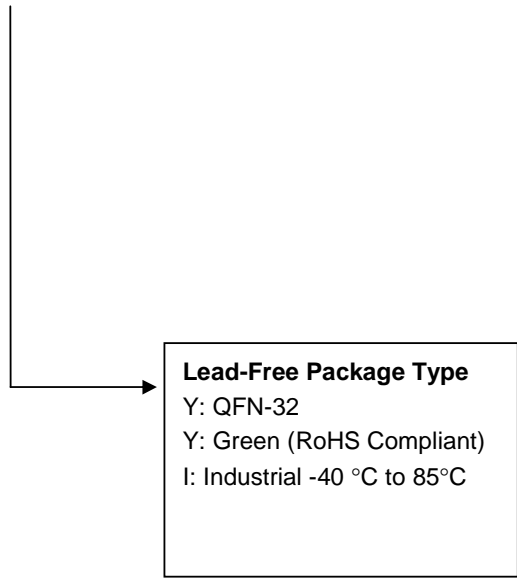 Lead-Free Package Type
Y: QFN-32
Y: Green (RoHS Compliant)
I: Industrial -40 °C to 85°C